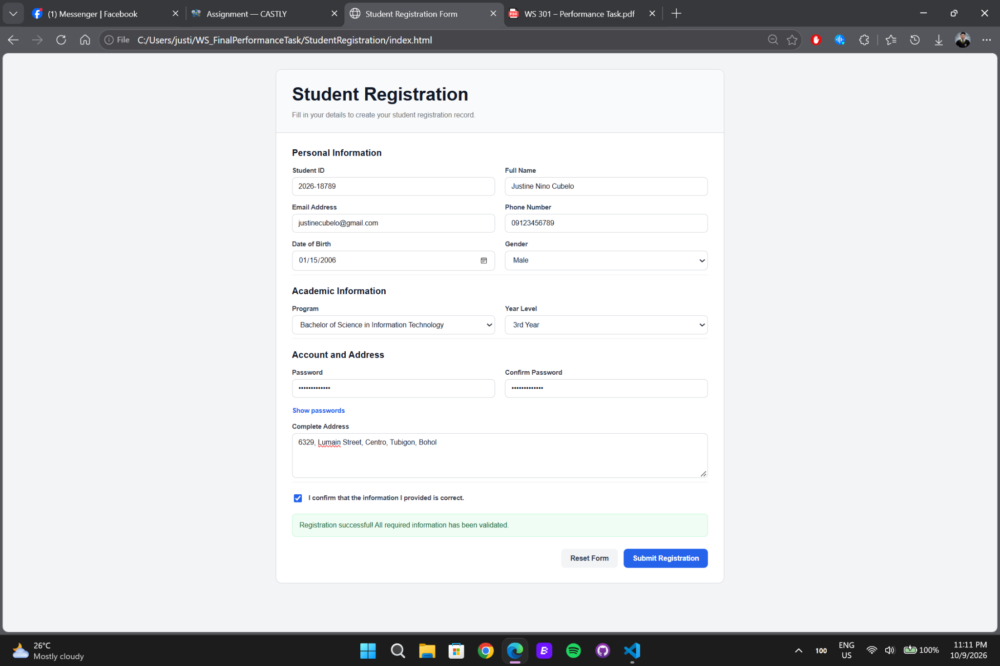 (1) Messenger | Facebook
Assignment — CASTLY
Student Registration Form
WS 301 – Performance Task.pdf
File C:/Users/justi/WS_FinalPerformanceTask/StudentRegistration/index.html
Student Registration
Fill in your details to create your student registration record.
Personal Information
Student ID
Full Name
2026-18789
Justine Nino Cubelo
Email Address
Phone Number
justinecubelo@gmail.com
09123456789
Date of Birth
Gender
01/15/2006
Male
Academic Information
Program
Year Level
Bachelor of Science in Information Technology
3rd Year
Account and Address
Password
Confirm Password
•••••••••••••
•••••••••••••
Show passwords
Complete Address
6329, Lumain Street, Centro, Tubigon, Bohol
I confirm that the information I provided is correct.
Registration successful! All required information has been validated.
Reset Form
Submit Registration
26°C
Mostly cloudy
100
ENG
US
100%
11:11 PM
10/9/2026